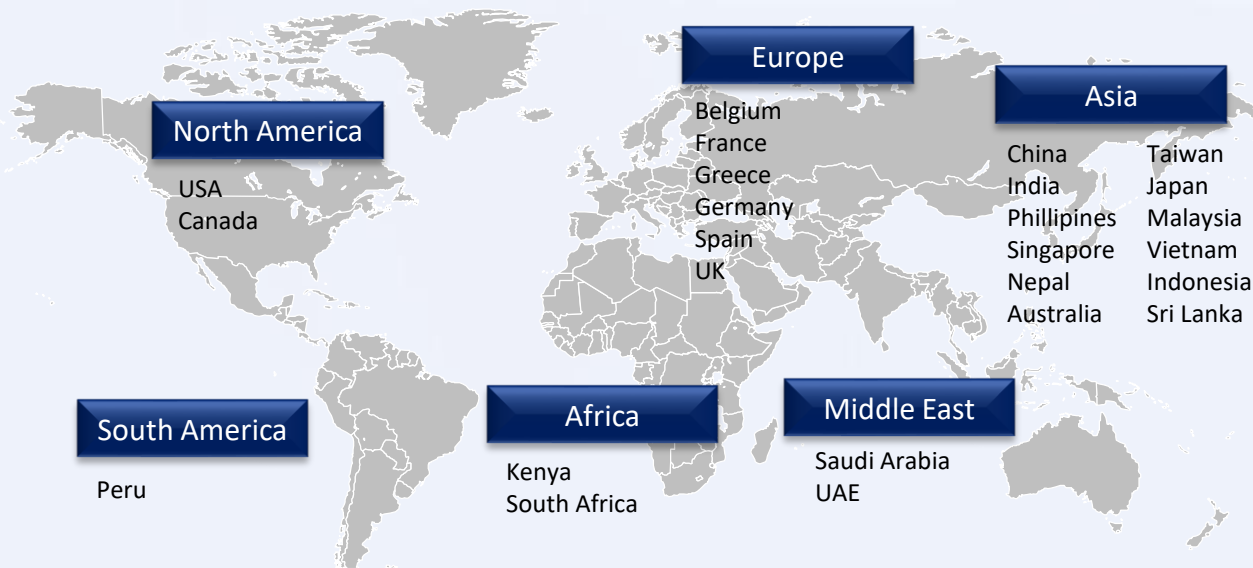 Europe
Belgium
France
Greece
Germany
Spain
UK
Asia
China
India
Phillipines
Singapore
Nepal
Australia
Taiwan
Japan
Malaysia
Vietnam
Indonesia
Sri Lanka
North America
USA
Canada
South America
Peru
Africa
Kenya
South Africa
Middle East
Saudi Arabia
UAE